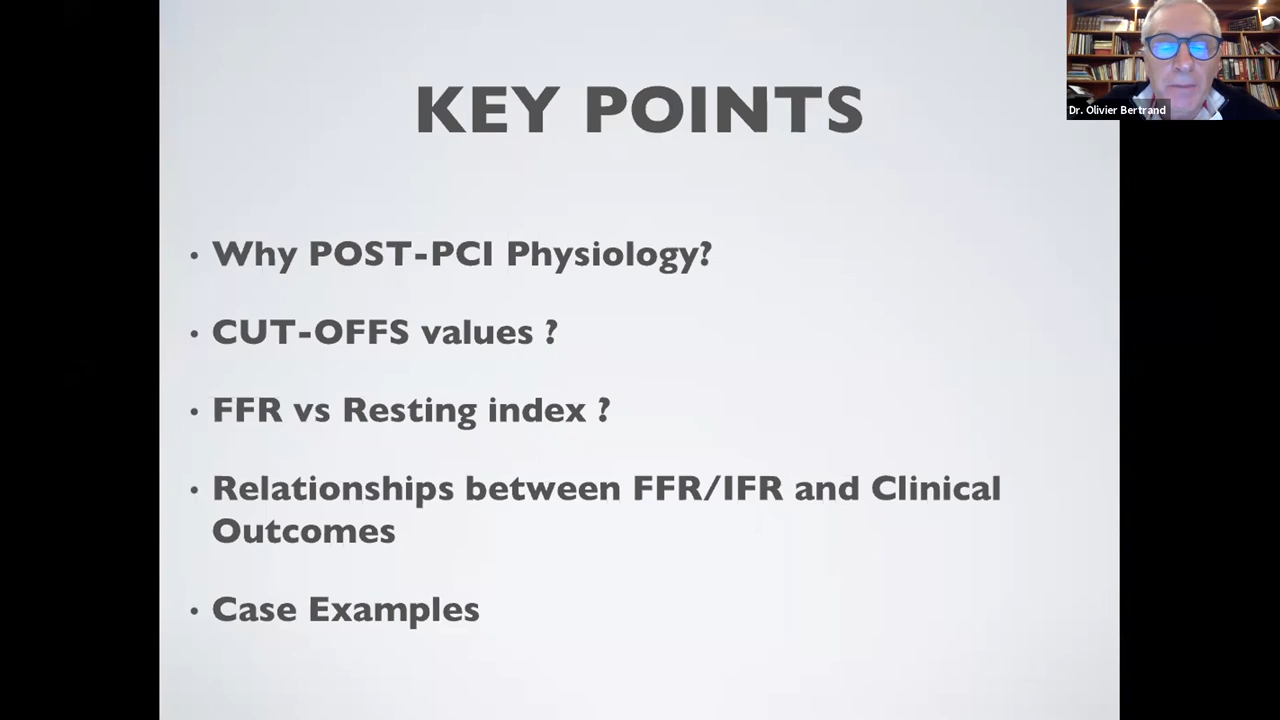 KEY POINTS
Dr. Olivier Bertrand
• Why POST-PCI Physiology?
• CUT-OFFS values ?
• FFR vs Resting index ?
• Relationships between FFR/IFR and Clinical
Outcomes
• Case Examples